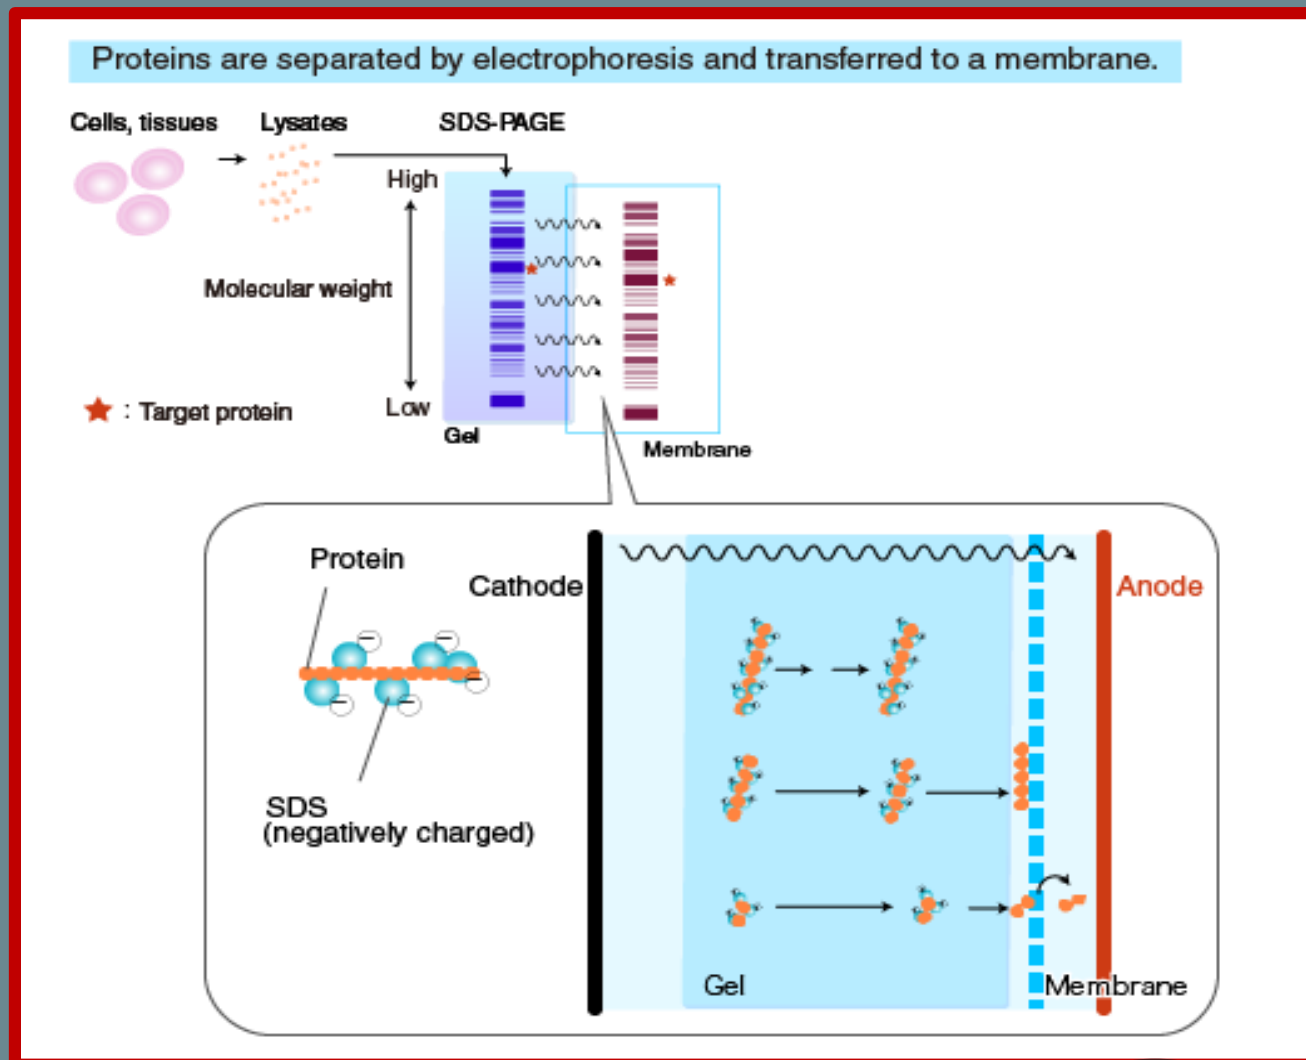 Proteins are separated by electrophoresis and transferred to a membrane.
Cells, tissues
Lysates
SDS-PAGE
High
Molecular weight
Low
: Target protein
Gel
Membrane
Protein
Cathode
Anode
SDS
(negatively charged)
Gel
Membrane